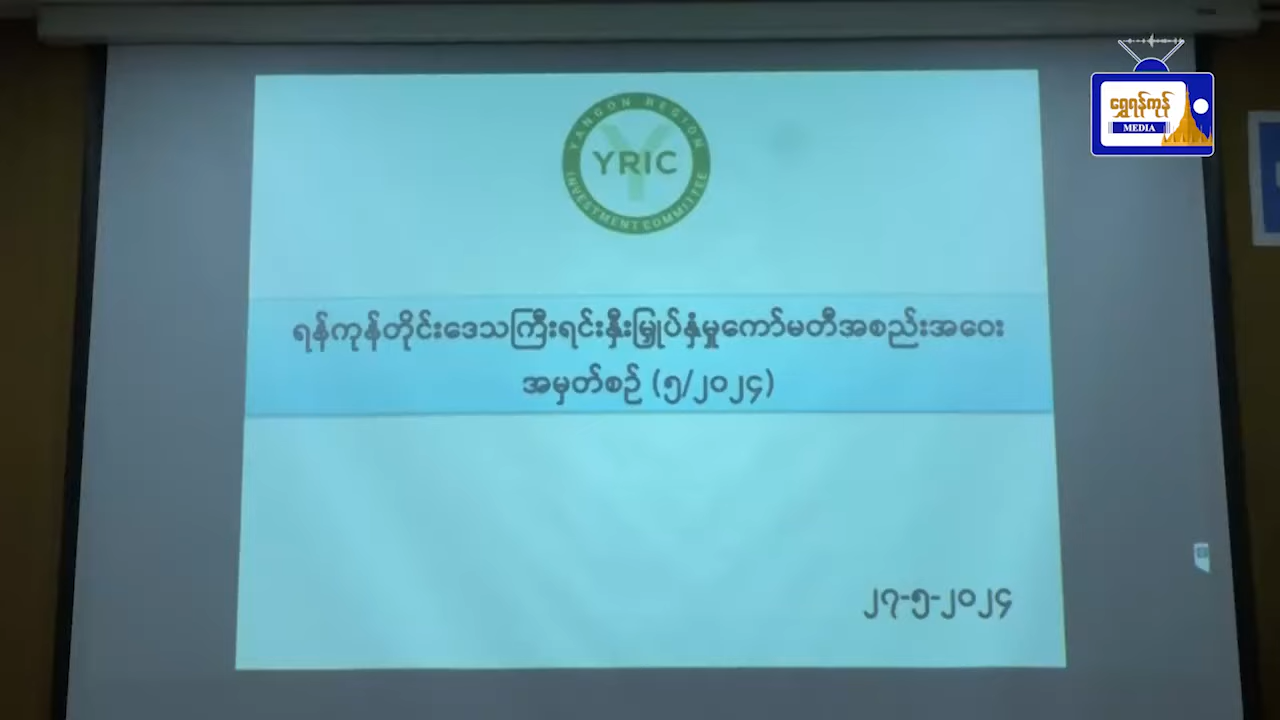 ရွှေရန်ကုန်
MEDIA
YANGON REGION
YRIC
INVESTMENT COMMITTEE
ရန်ကုန်တိုင်းဒေသကြီးရင်းနှီးမြှုပ်နှံမှုကော်မတီအစည်းအဝေး
အမှတ်စဉ် (၅/၂၀၂၄)
၂၇-၅-၂၀၂၄